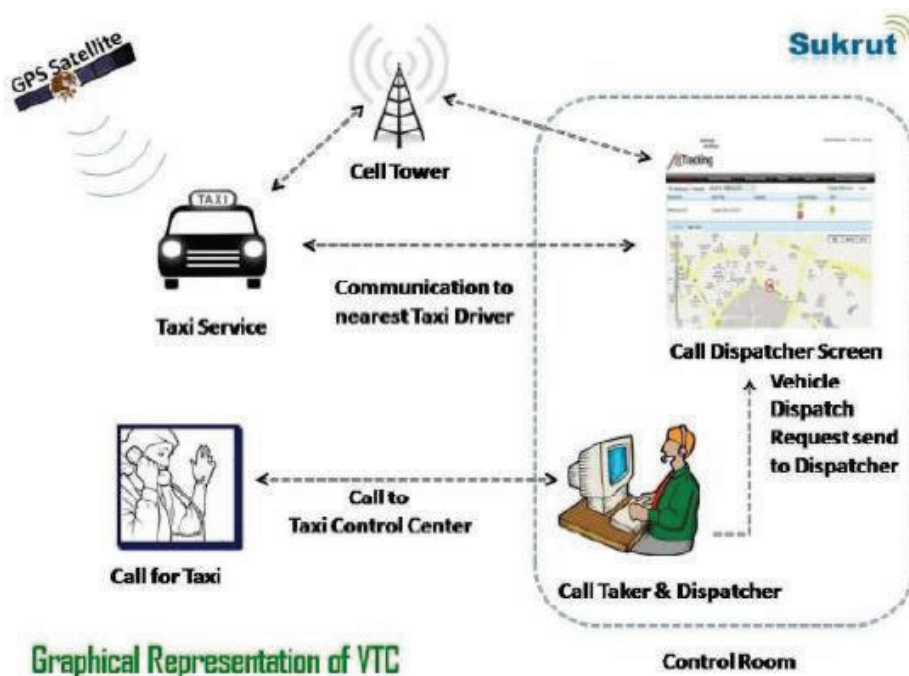 GPS Satellite
Sukrut
Cell Tower
Tracking
TAXI
Communication to
nearest Taxi Driver
Taxi Service
Call Dispatcher Screen
Vehicle
Dispatch
Request send
to Dispatcher
Call to
Taxi Control Center
Call for Taxi
Call Taker & Dispatcher
Graphical Representation of VTC
Control Room